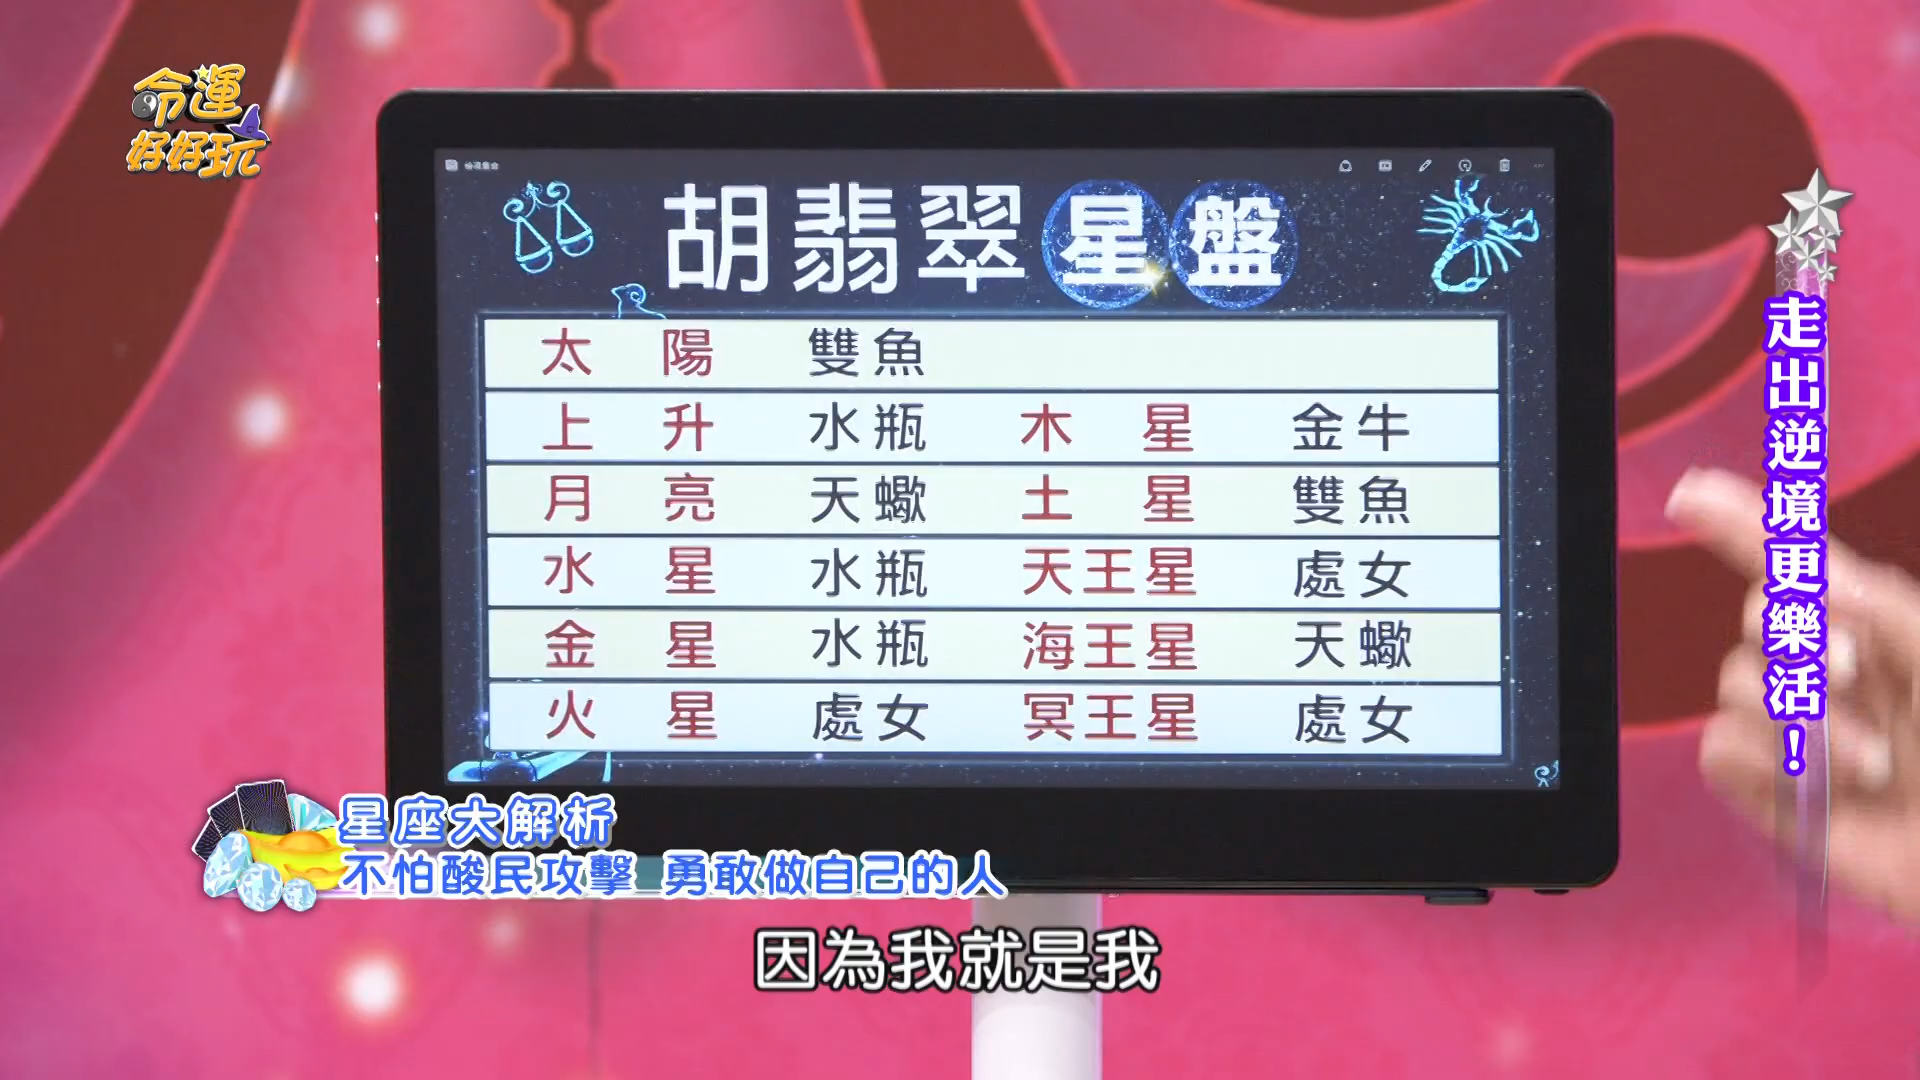 命運
好好玩
胡翡翠星盤
太陽 雙魚
上升 水瓶 木星 金牛
月亮 天蠍 土星 雙魚
水星 水瓶 天王星 處女
金星 水瓶 海王星 天蠍
火星 處女 冥王星 處女
走出逆境更樂活！
星座大解析
不怕酸民攻擊 勇敢做自己的人
因為我就是我